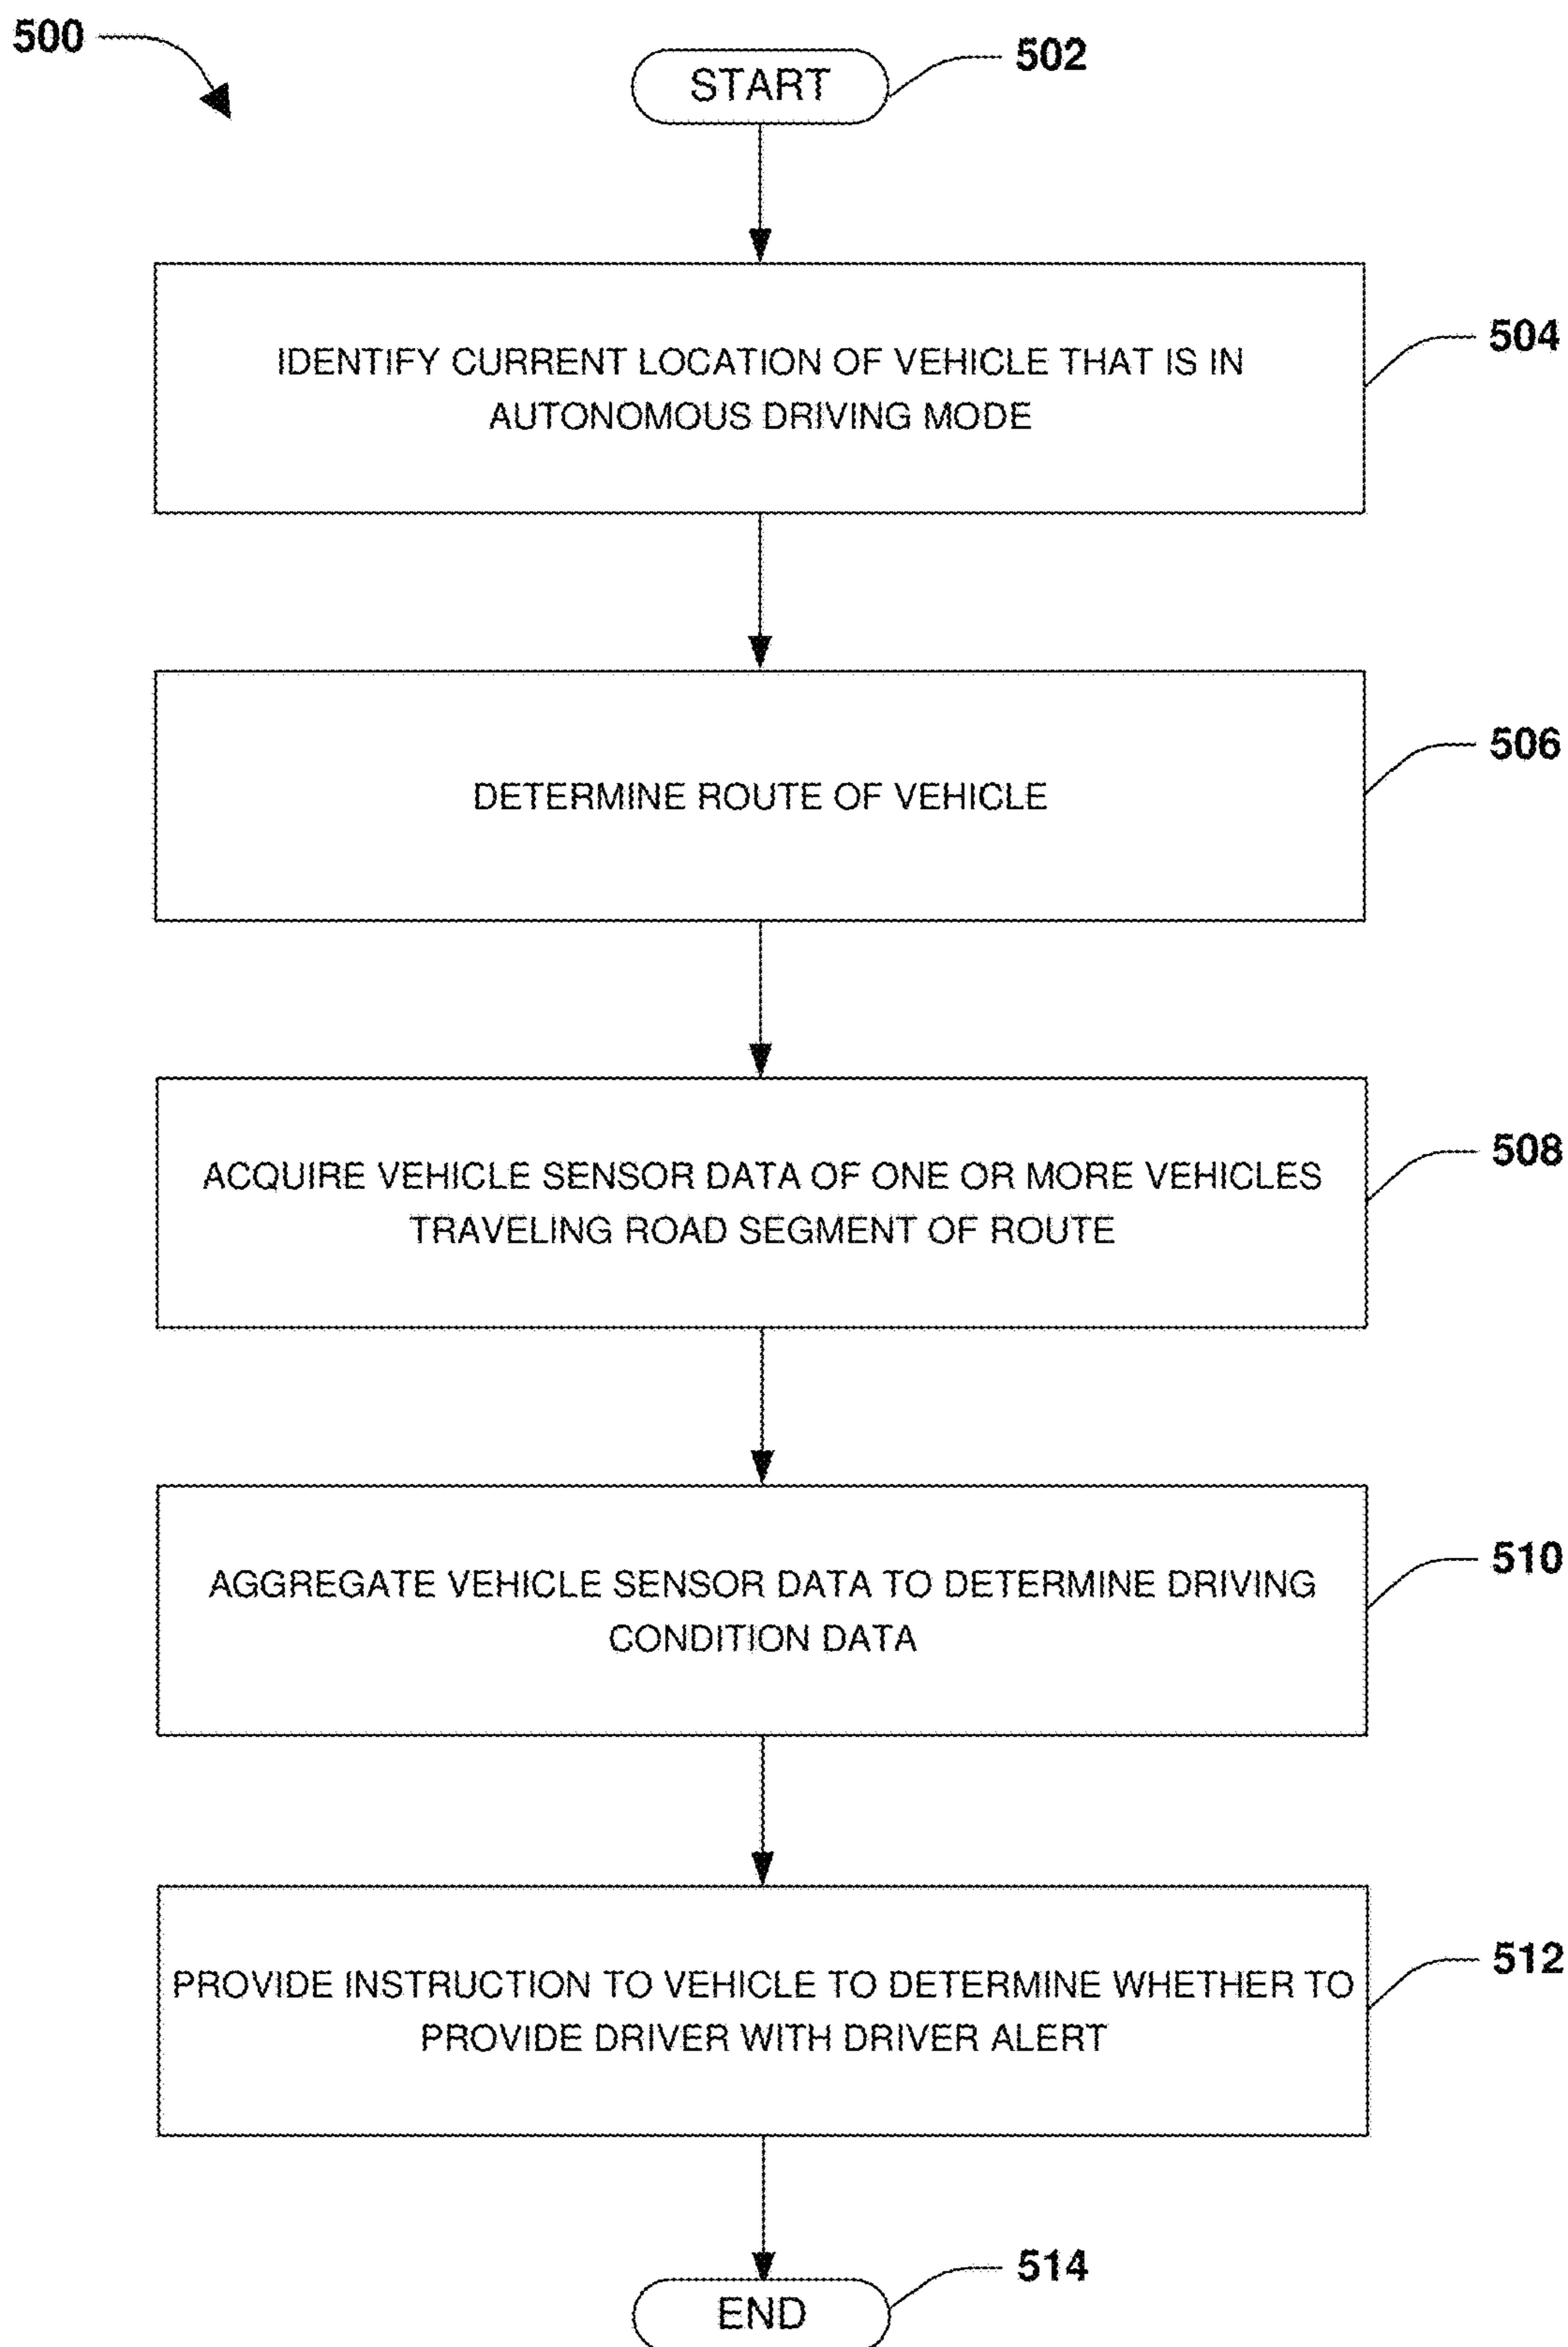 500
START
502
IDENTIFY CURRENT LOCATION OF VEHICLE THAT IS IN
AUTONOMOUS DRIVING MODE
504
DETERMINE ROUTE OF VEHICLE
506
ACQUIRE VEHICLE SENSOR DATA OF ONE OR MORE VEHICLES
TRAVELING ROAD SEGMENT OF ROUTE
508
AGGREGATE VEHICLE SENSOR DATA TO DETERMINE DRIVING
CONDITION DATA
510
PROVIDE INSTRUCTION TO VEHICLE TO DETERMINE WHETHER TO
PROVIDE DRIVER WITH DRIVER ALERT
512
END
514